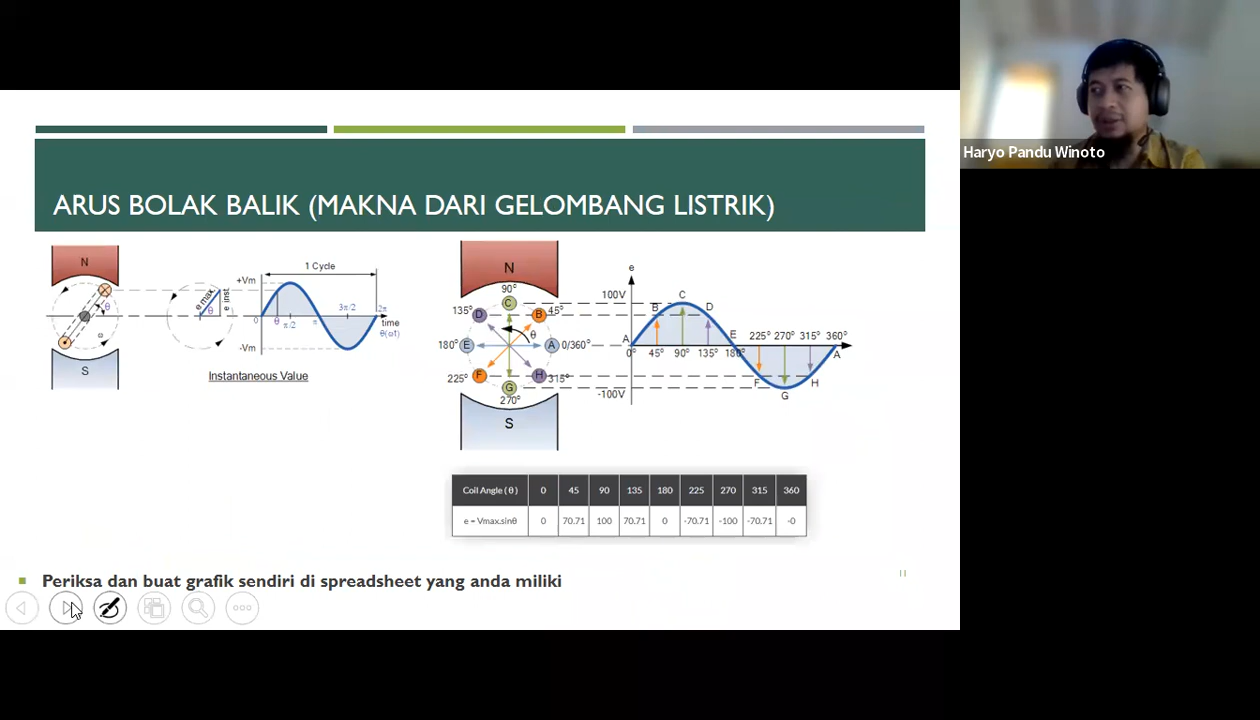 Haryo Pandu Winoto
ARUS BOLAK BALIK (MAKNA DARI GELOMBANG LISTRIK)
N
S
θ
e max.
e inst.
θ
+Vm
-Vm
1 Cycle
0
θ
π/2
π
3π/2
2π
time
θ(ωt)
Instantaneous Value
N
90°
C
135°
D
B
45°
θ
180°
E
A
0/360°
225°
F
H
315°
G
270°
S
e
100V
-100V
A
B
C
D
E
0°
45°
90°
135°
180°
225°
270°
315°
360°
A
F
G
H
Coil Angle ( θ ) 0 45 90 135 180 225 270 315 360
e = Vmax.sinθ 0 70.71 100 70.71 0 -70.71 -100 -70.71 -0
Periksa dan buat grafik sendiri di spreadsheet yang anda miliki
11